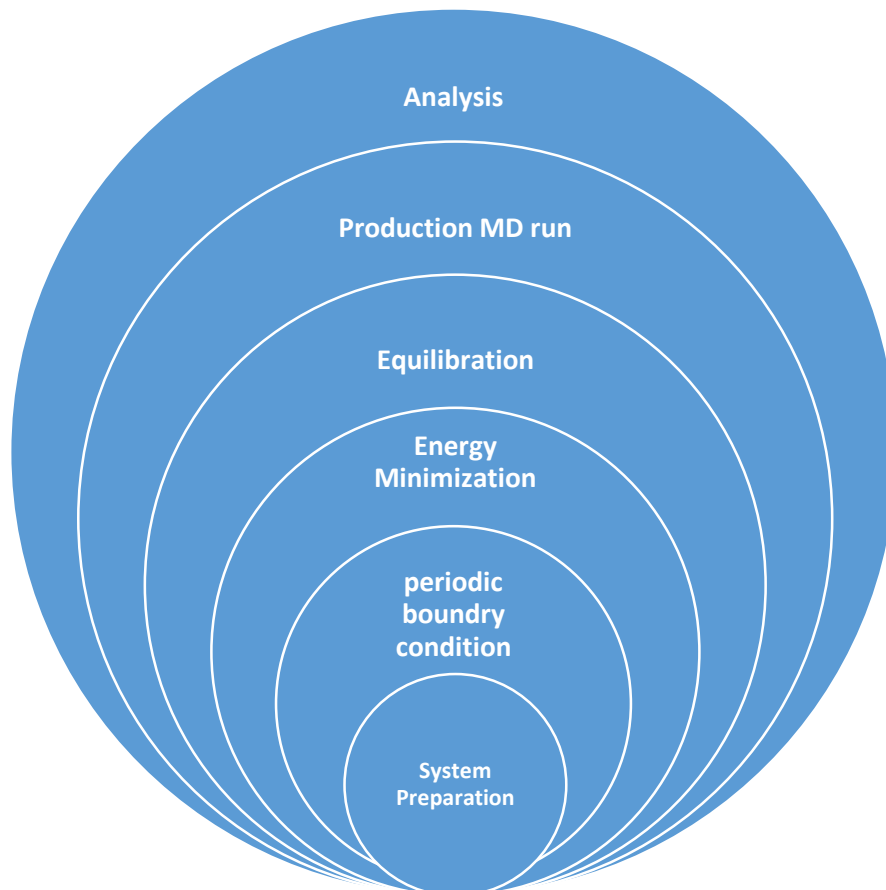 Analysis
Production MD run
Equilibration
Energy
Minimization
periodic
boundry
condition
System
Preparation